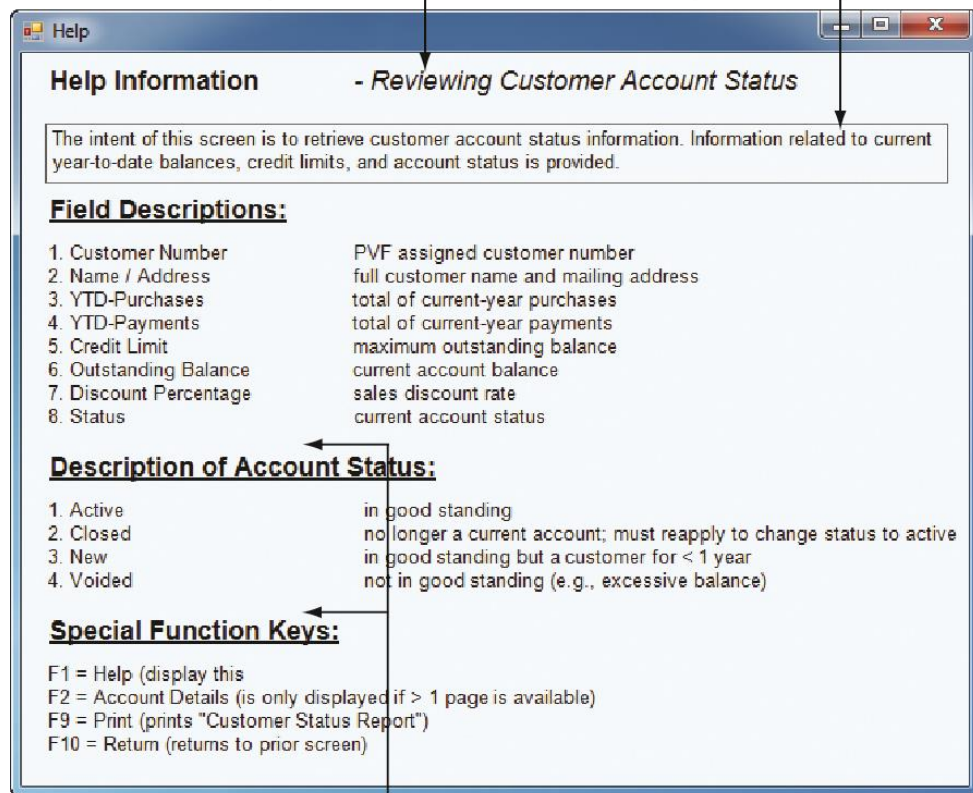 Help
Help Information - Reviewing Customer Account Status
The intent of this screen is to retrieve customer account status information. Information related to current
year-to-date balances, credit limits, and account status is provided.
Field Descriptions:
1. Customer Number PVF assigned customer number
2. Name / Address full customer name and mailing address
3. YTD-Purchases total of current-year purchases
4. YTD-Payments total of current-year payments
5. Credit Limit maximum outstanding balance
6. Outstanding Balance current account balance
7. Discount Percentage sales discount rate
8. Status current account status
Description of Account Status:
1. Active in good standing
2. Closed no longer a current account; must reapply to change status to active
3. New in good standing but a customer for < 1 year
4. Voided not in good standing (e.g., excessive balance)
Special Function Keys:
F1 = Help (display this
F2 = Account Details (is only displayed if > 1 page is available)
F9 = Print (prints "Customer Status Report")
F10 = Return (returns to prior screen)